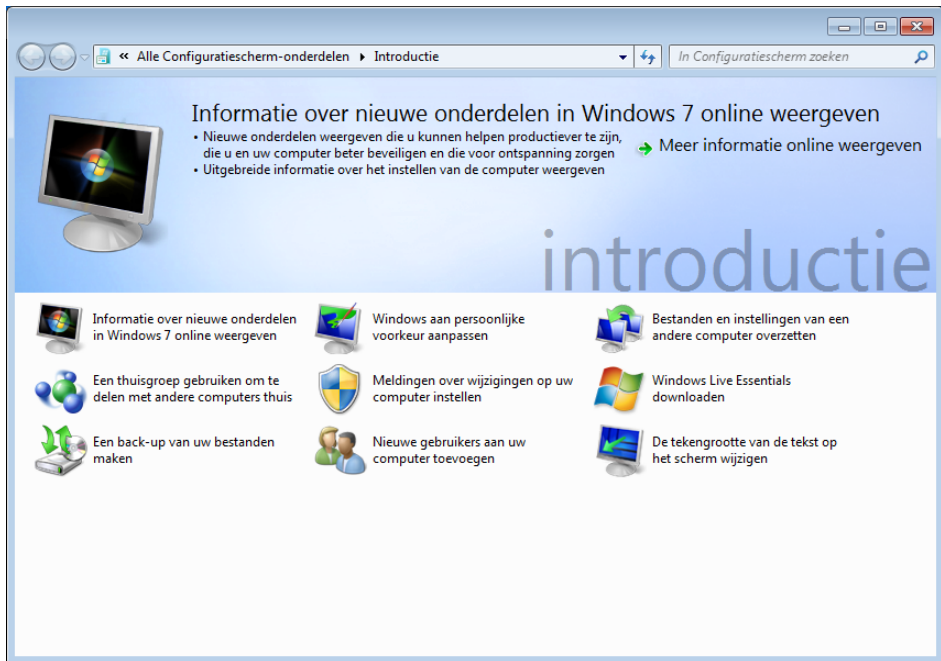 « Alle Configuratiescherm-onderdelen ▸ Introductie
In Configuratiescherm zoeken
Informatie over nieuwe onderdelen in Windows 7 online weergeven
• Nieuwe onderdelen weergeven die u kunnen helpen productiever te zijn,
die u en uw computer beter beveiligen en die voor ontspanning zorgen
• Uitgebreide informatie over het instellen van de computer weergeven
Meer informatie online weergeven
introductie
Informatie over nieuwe onderdelen
in Windows 7 online weergeven
Windows aan persoonlijke
voorkeur aanpassen
Bestanden en instellingen van een
andere computer overzetten
Een thuisgroep gebruiken om te
delen met andere computers thuis
Meldingen over wijzigingen op uw
computer instellen
Windows Live Essentials
downloaden
Een back-up van uw bestanden
maken
Nieuwe gebruikers aan uw
computer toevoegen
De tekengrootte van de tekst op
het scherm wijzigen